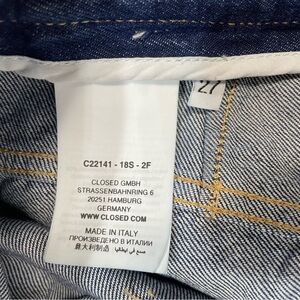 27
C22141 - 18S - 2F
CLOSED GMBH
STRASSENBAHNRING 6
20251 HAMBURG
GERMANY
WWW.CLOSED.COM
MADE IN ITALY
ПРОИЗВЕДЕНО В ИТАЛИИ
意大利制造 صنع في ايطاليا